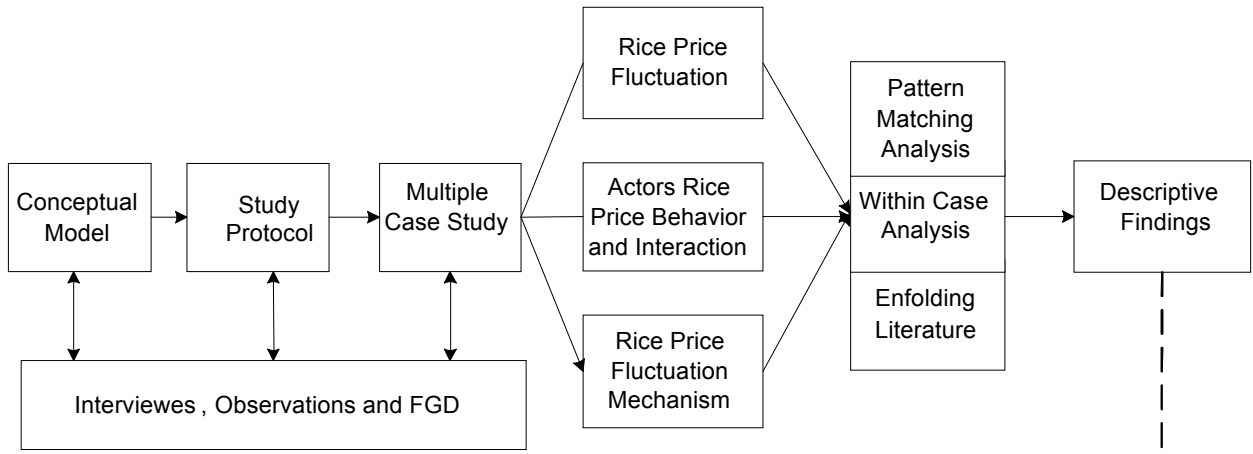 Conceptual
Model
Study
Protocol
Multiple
Case Study
Interviewes , Observations and FGD
Rice Price
Fluctuation
Actors Rice
Price Behavior
and Interaction
Rice Price
Fluctuation
Mechanism
Pattern
Matching
Analysis
Within Case
Analysis
Enfolding
Literature
Descriptive
Findings